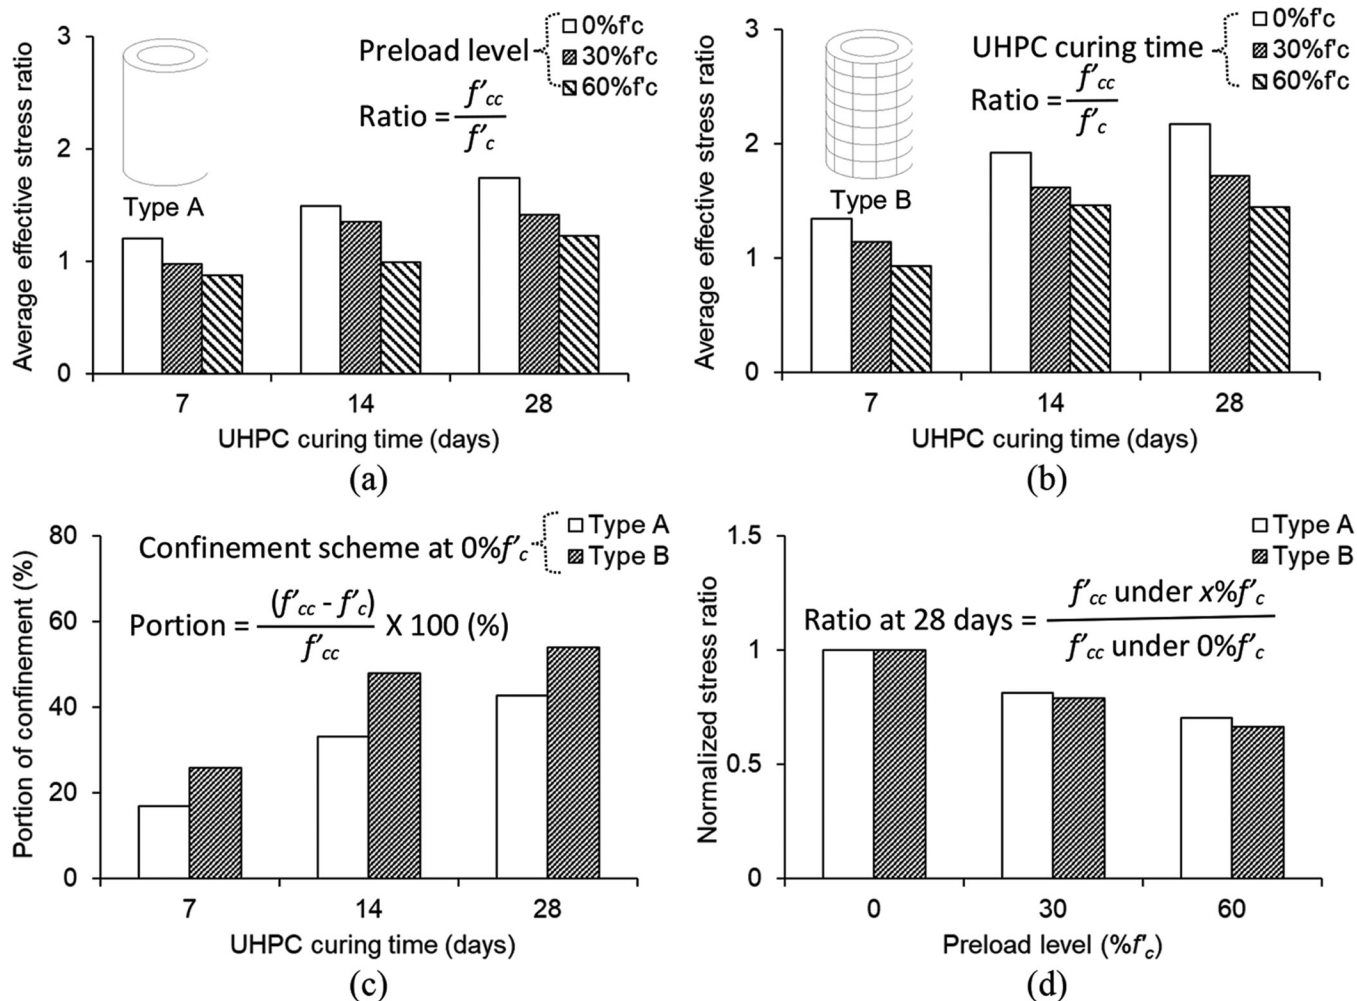 3
2
1
0
Average effective stress ratio
Type A
Preload level
0%f'c
30%f'c
60%f'c
Ratio = f'cc / f'c
7 14 28
UHPC curing time (days)
(a)
3
2
1
0
Average effective stress ratio
Type B
UHPC curing time
0%f'c
30%f'c
60%f'c
Ratio = f'cc / f'c
7 14 28
UHPC curing time (days)
(b)
80
60
40
20
0
Portion of confinement (%)
Confinement scheme at 0%f'c
Type A
Type B
Portion = (f'cc - f'c) / f'cc X 100 (%)
7 14 28
UHPC curing time (days)
(c)
1.5
1
0.5
0
Normalized stress ratio
Type A
Type B
Ratio at 28 days = f'cc under x%f'c / f'cc under 0%f'c
0 30 60
Preload level (%f'c)
(d)